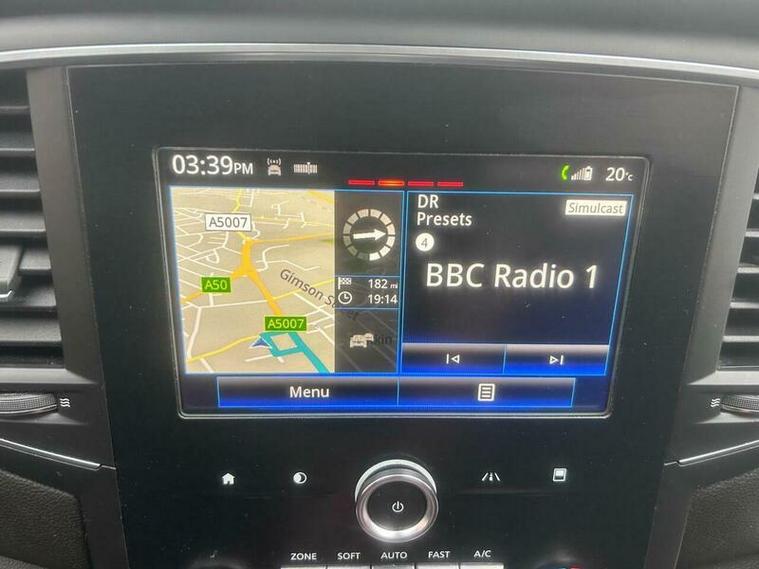 03:39PM
20°c
A5007
A50
Gimson Street
A5007
182 mi
19:14
DR
Presets
Simulcast
4
BBC Radio 1
Menu
ZONE SOFT AUTO FAST A/C